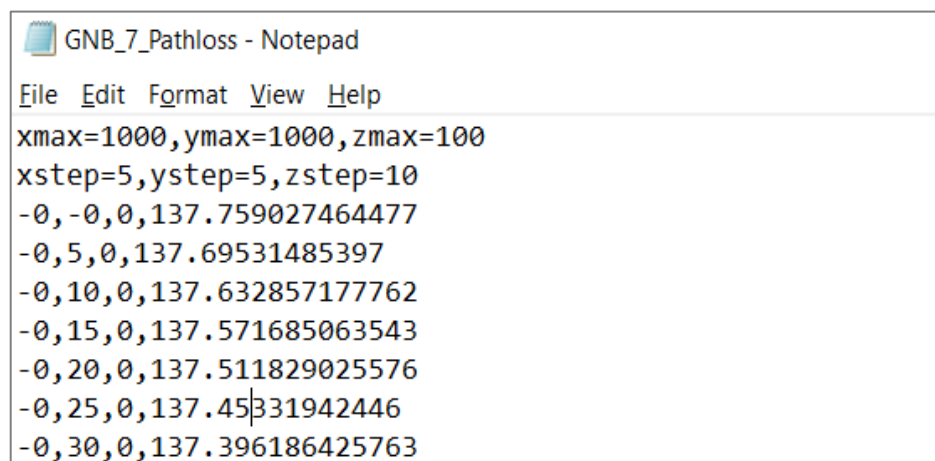 GNB_7_Pathloss - Notepad
File Edit Format View Help
xmax=1000,ymax=1000,zmax=100
xstep=5,ystep=5,zstep=10
-0,-0,0,137.759027464477
-0,5,0,137.69531485397
-0,10,0,137.632857177762
-0,15,0,137.571685063543
-0,20,0,137.511829025576
-0,25,0,137.45331942446
-0,30,0,137.396186425763